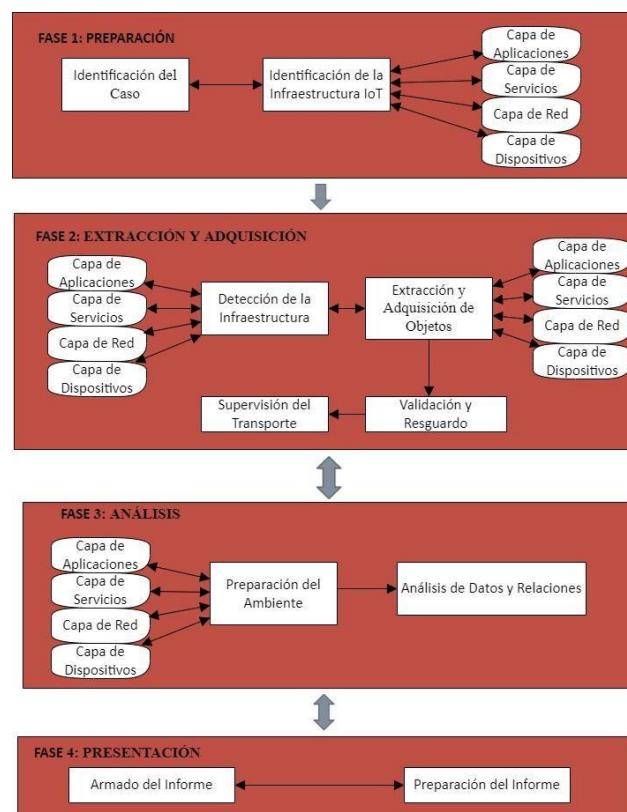 FASE 1: PREPARACIÓN
Identificación del
Caso
Identificación de la
Infraestructura IoT
Capa de
Aplicaciones
Capa de
Servicios
Capa de Red
Capa de
Dispositivos
FASE 2: EXTRACCIÓN Y ADQUISICIÓN
Capa de
Aplicaciones
Capa de
Servicios
Capa de Red
Capa de
Dispositivos
Detección de la
Infraestructura
Extracción y
Adquisición de
Objetos
Capa de
Aplicaciones
Capa de
Servicios
Capa de Red
Capa de
Dispositivos
Supervisión del
Transporte
Validación y
Resguardo
FASE 3: ANÁLISIS
Capa de
Aplicaciones
Capa de
Servicios
Capa de Red
Capa de
Dispositivos
Preparación del
Ambiente
Análisis de Datos y Relaciones
FASE 4: PRESENTACIÓN
Armado del Informe
Preparación del Informe